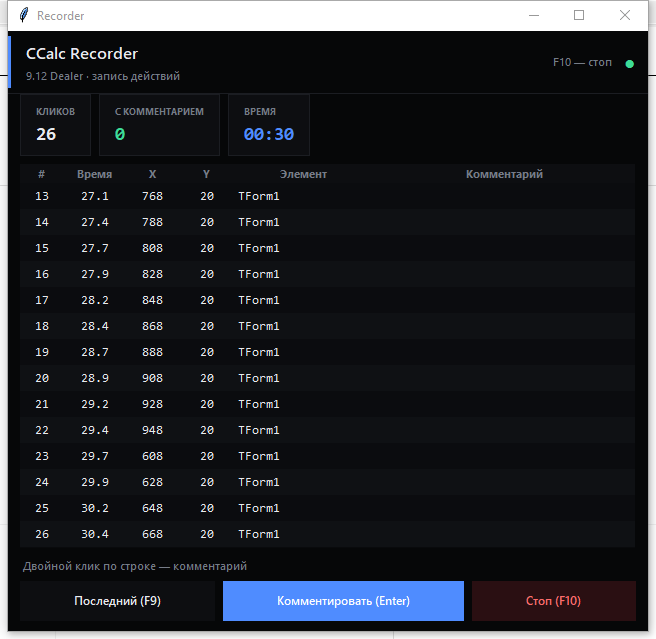 Recorder
CCalc Recorder
9.12 Dealer · запись действий
F10 — стоп
КЛИКОВ С КОММЕНТАРИЕМ ВРЕМЯ
26 0 00:30
# Время X Y Элемент Комментарий
13 27.1 768 20 TForm1
14 27.4 788 20 TForm1
15 27.7 808 20 TForm1
16 27.9 828 20 TForm1
17 28.2 848 20 TForm1
18 28.4 868 20 TForm1
19 28.7 888 20 TForm1
20 28.9 908 20 TForm1
21 29.2 928 20 TForm1
22 29.4 948 20 TForm1
23 29.7 608 20 TForm1
24 29.9 628 20 TForm1
25 30.2 648 20 TForm1
26 30.4 668 20 TForm1
Двойной клик по строке — комментарий
Последний (F9) Комментировать (Enter) Стоп (F10)